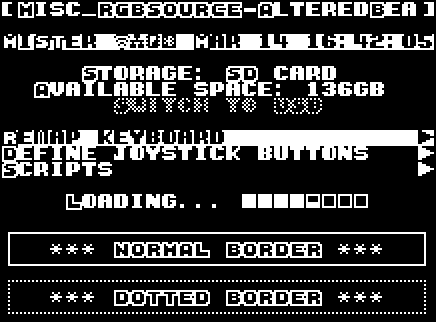 [MISC_RGBSOURCE-ALTEREDBEA]
MISTER MAR 14 16:42:05
STORAGE: SD CARD
AVAILABLE SPACE: 136GB
SWITCH TO USB
REMAP KEYBOARD
DEFINE JOYSTICK BUTTONS
SCRIPTS
LOADING...
*** NORMAL BORDER ***
*** DOTTED BORDER ***